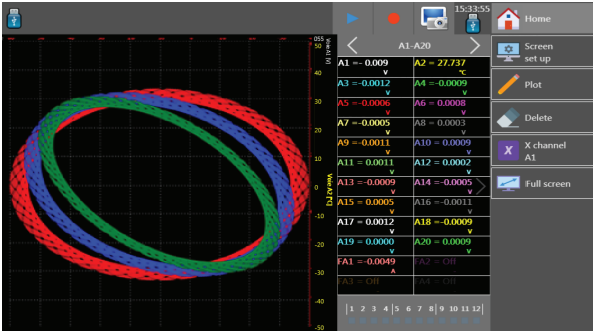 15:33:55
Home
055
Voie A1 [V]
50
40
30
20
10
0
Voie A2 [°C]
-10
-20
-30
-40
-50
A1-A20
A1 =- 0.009 V
A2 = 27.737 °C
A3 =-0.0012 V
A4 =-0.0009 V
A5 =-0.0006 V
A6 = 0.0008 V
A7 =-0.0005 V
A8 = 0.0003 V
A9 =-0.0011 V
A10 = 0.0009 V
A11 = 0.0011 V
A12 = 0.0002 V
A13 =-0.0009 V
A14 =-0.0005 V
A15 = 0.0005 V
A16 =-0.0011 V
A17 = 0.0012 V
A18 =-0.0009 V
A19 = 0.0000 V
A20 = 0.0009 V
FA1 =-0.0049 A
FA2 = Off
FA3 = Off
FA4 = Off
1 2 3 4 5 6 7 8 9 10 11 12
Screen
set up
Plot
Delete
X
X channel
A1
Full screen